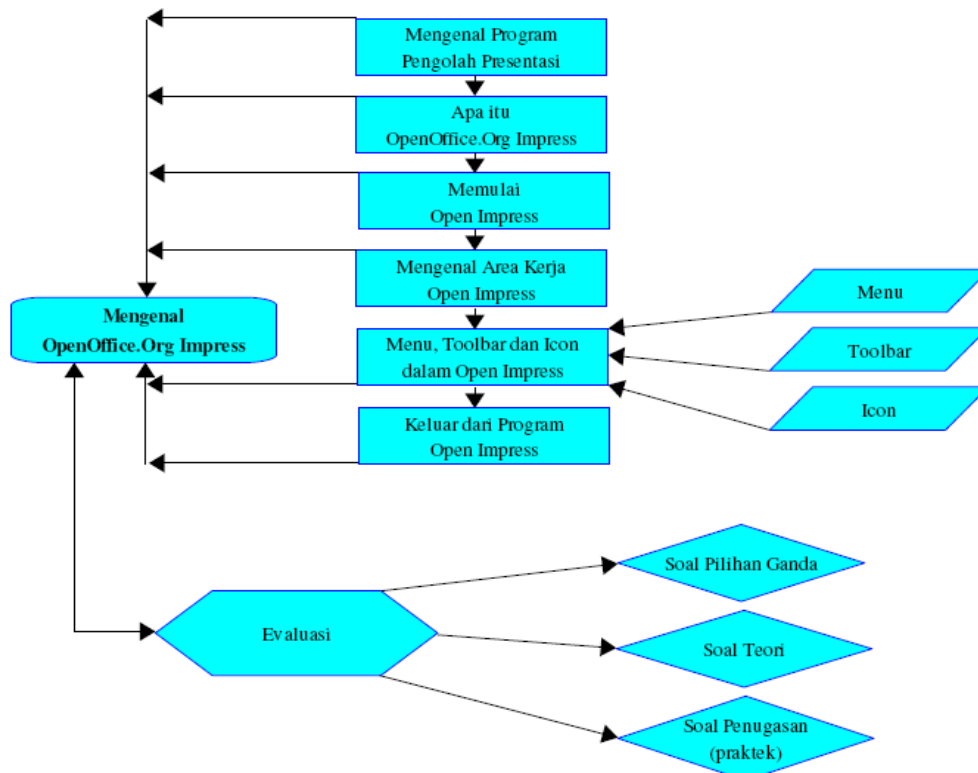 Mengenal Program
Pengolah Presentasi
Apa itu
OpenOffice.Org Impress
Memulai
Open Impress
Mengenal Area Kerja
Open Impress
Mengenal
OpenOffice.Org Impress
Menu, Toolbar dan Icon
dalam Open Impress
Menu
Toolbar
Icon
Keluar dari Program
Open Impress
Evaluasi
Soal Pilihan Ganda
Soal Teori
Soal Penugasan
(praktek)